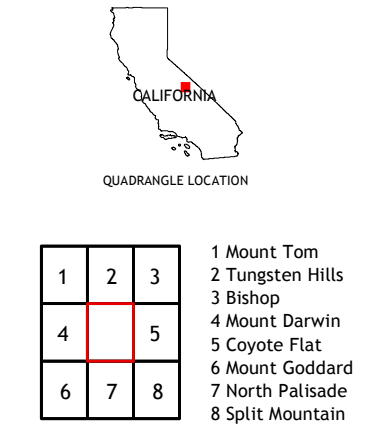 CALIFORNIA
QUADRANGLE LOCATION
1 2 3
4 5
6 7 8
1 Mount Tom
2 Tungsten Hills
3 Bishop
4 Mount Darwin
5 Coyote Flat
6 Mount Goddard
7 North Palisade
8 Split Mountain